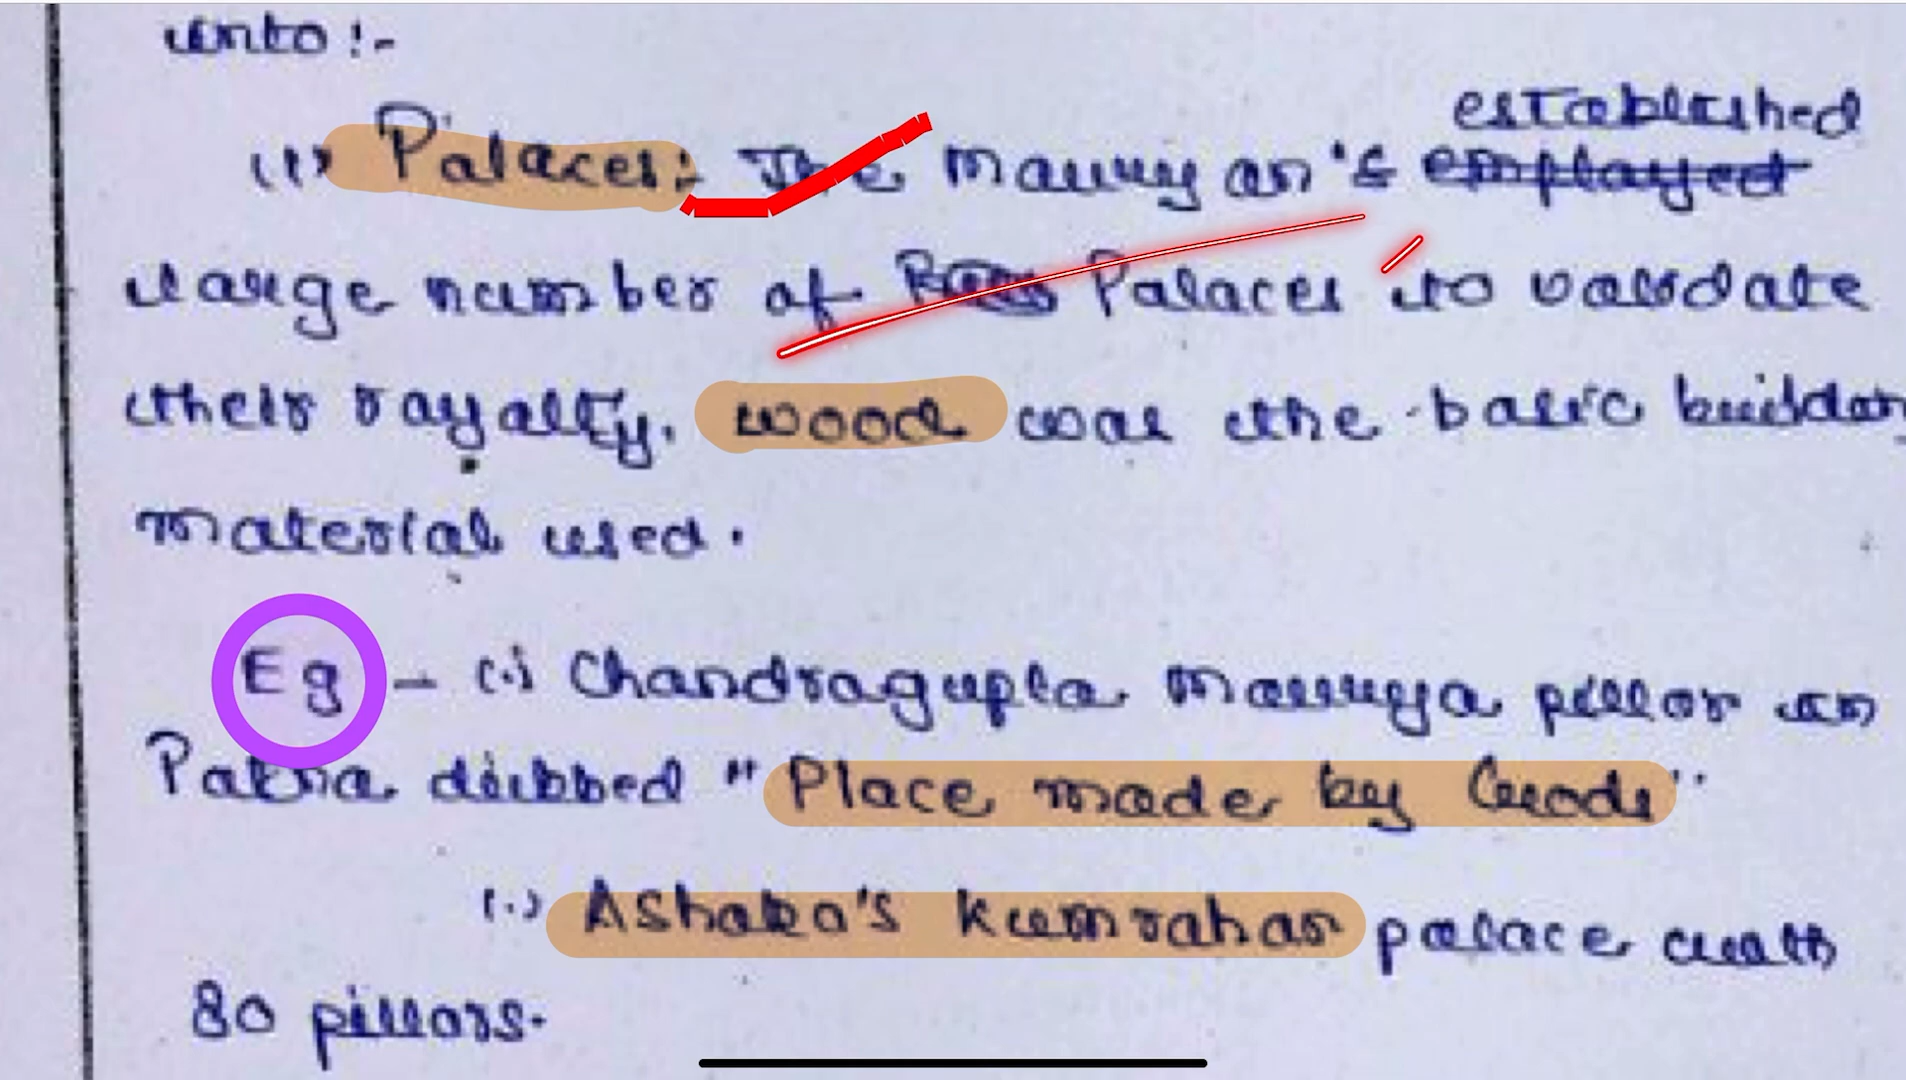 into :-
established
(1) Palaces: The Mauryan's employed
large number of Palaces to validate
their royalty. wood was the basic building
material used.
Eg - (.) Chandragupta Maurya pillar in
Patna dubbed "Place made by Gods"
(.) Ashoka's Kumrahar palace with
80 pillars.